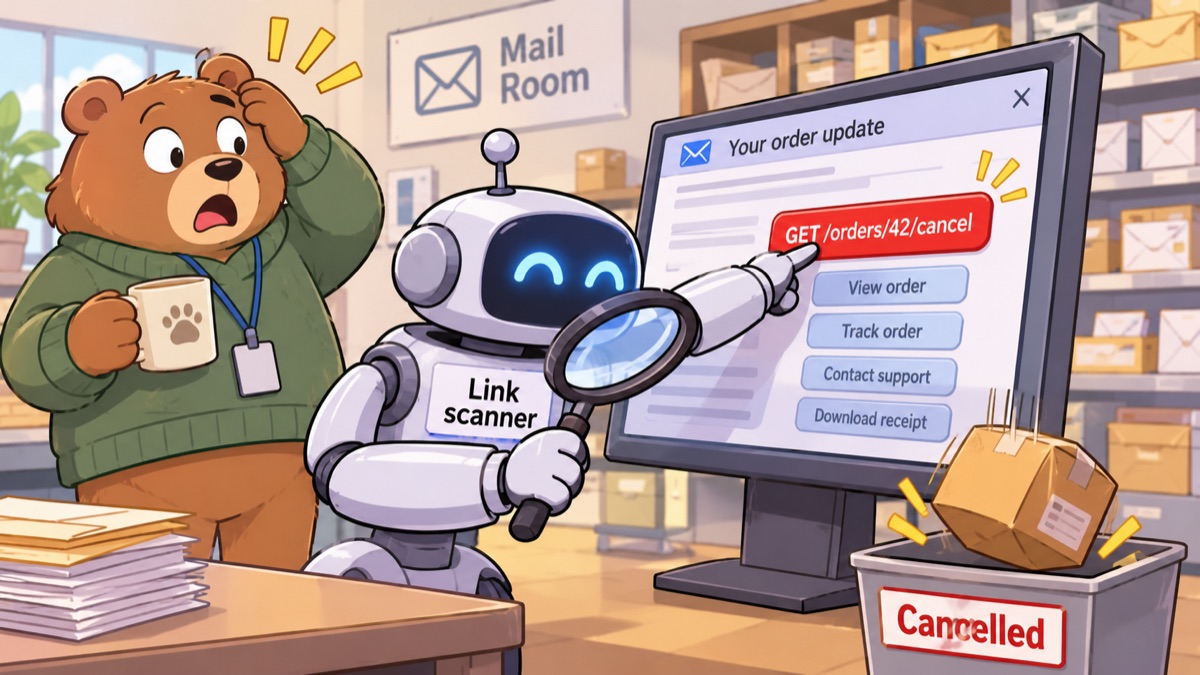 Mail
Room
Your order update
GET /orders/42/cancel
View order
Track order
Contact support
Download receipt
Link
scanner
Cancelled